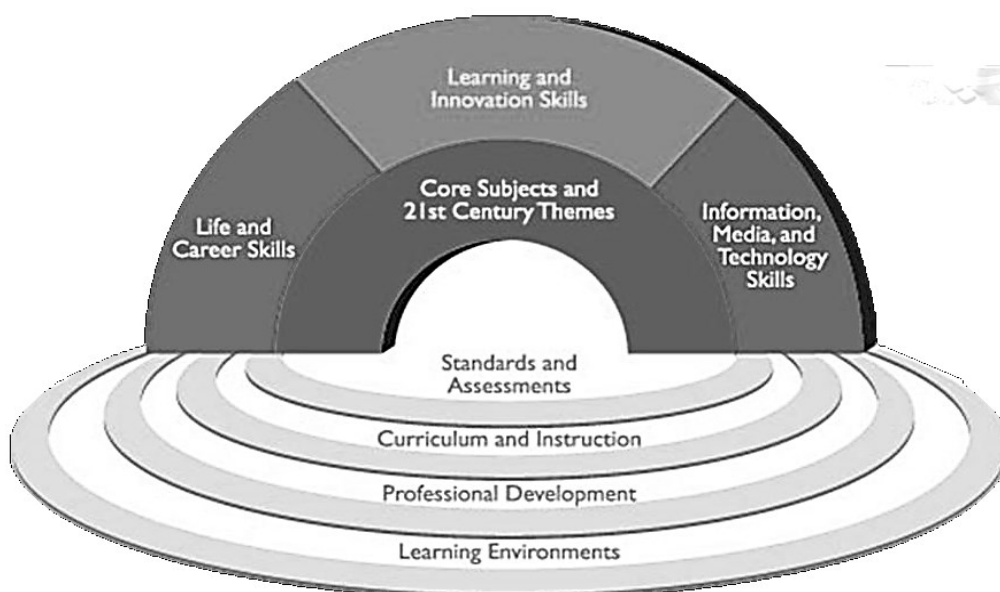 Learning and
Innovation Skills
Core Subjects and
21st Century Themes
Life and
Career Skills
Information,
Media, and
Technology
Skills
Standards and
Assessments
Curriculum and Instruction
Professional Development
Learning Environments